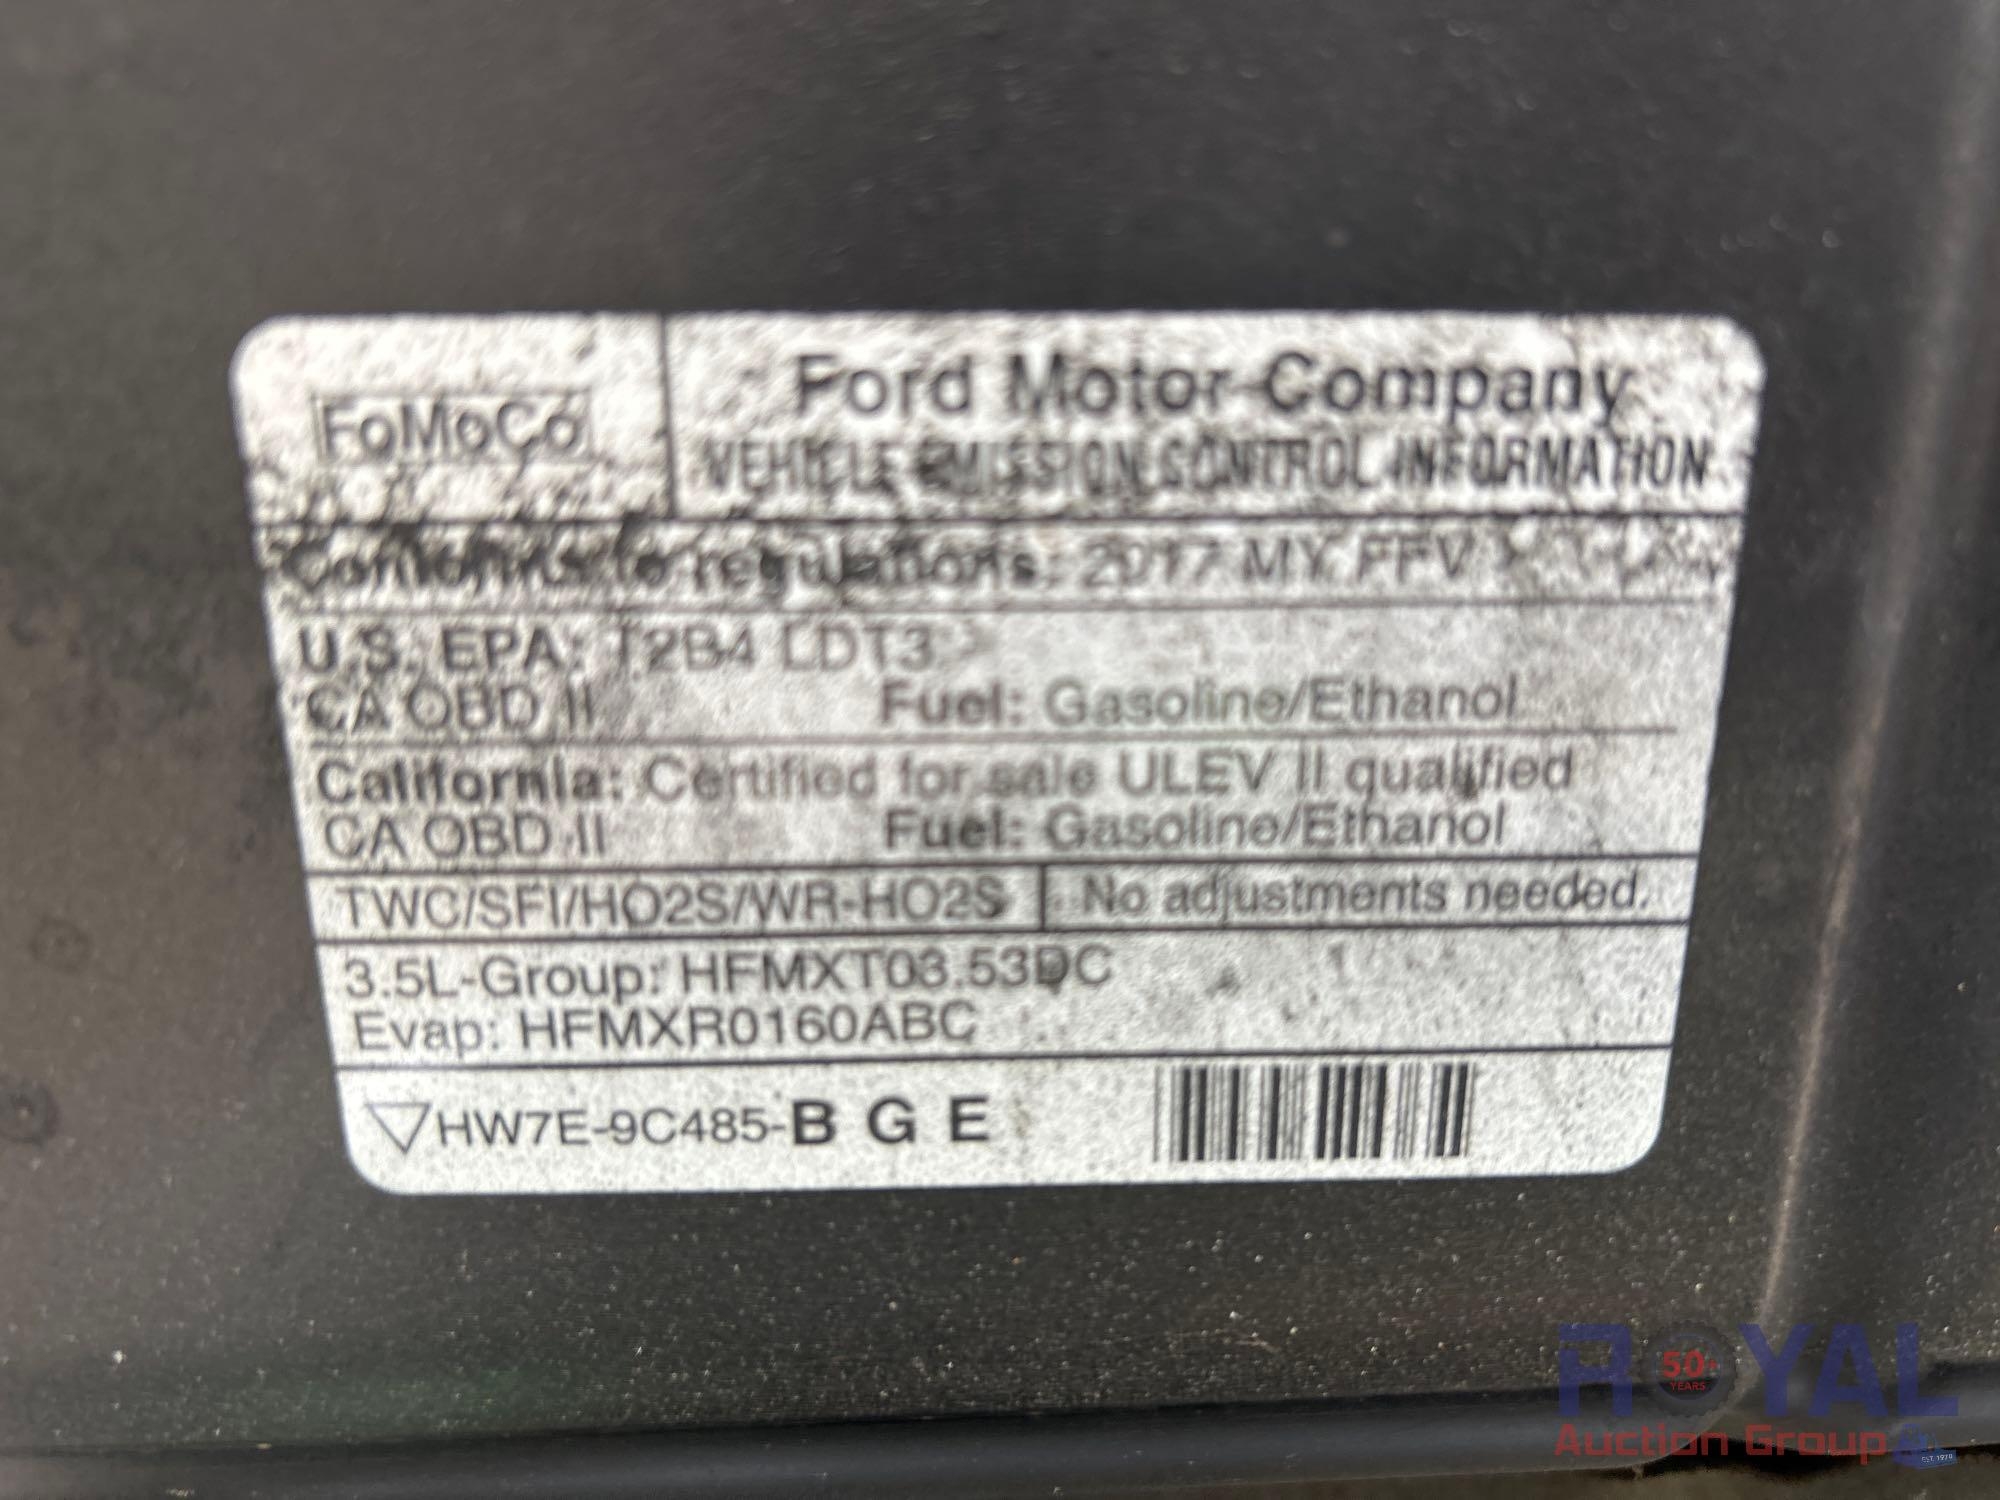 FoMoCo
Ford Motor Company
VEHICLE EMISSION CONTROL INFORMATION
Conforms to regulations: 2017 MY FFV
U.S. EPA: T2B4 LDT3
CA OBD II Fuel: Gasoline/Ethanol
California: Certified for sale ULEV II qualified
CA OBD II Fuel: Gasoline/Ethanol
TWC/SFI/HO2S/WR-HO2S No adjustments needed.
3.5L-Group: HFMXT03.53DC
Evap: HFMXR0160ABC
HW7E-9C485-B G E
ROYAL
50+
YEARS
Auction Group
EST. 1970